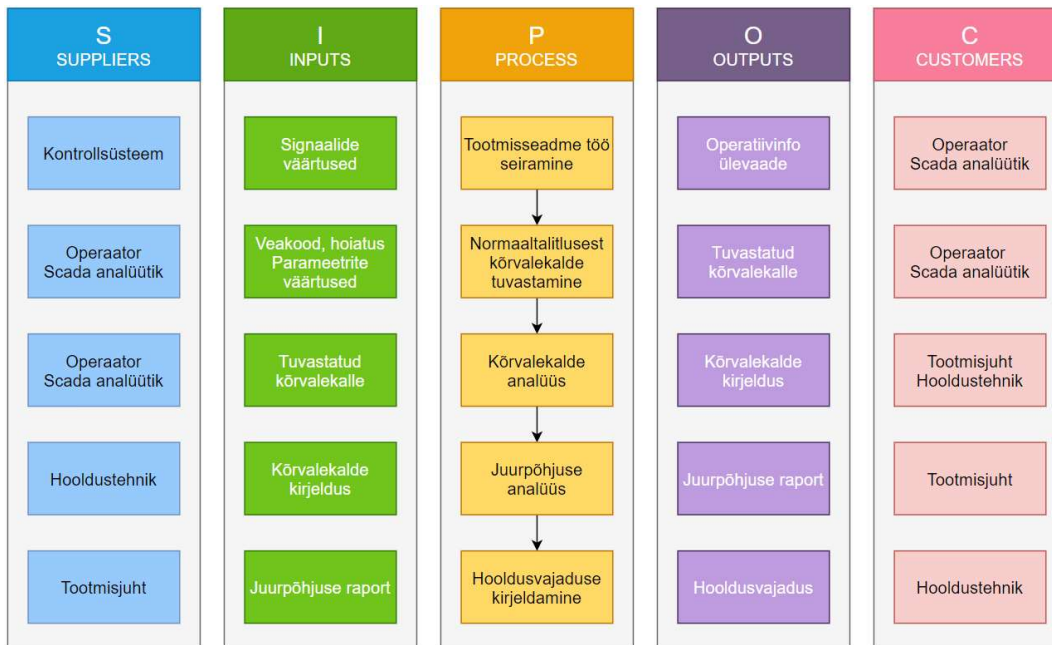 S
SUPPLIERS
I
INPUTS
P
PROCESS
O
OUTPUTS
C
CUSTOMERS
Kontrollsüsteem
Signaalide
väärtused
Tootmisseadme töö
seiramine
Operatiivinfo
ülevaade
Operaator
Scada analüütik
Operaator
Scada analüütik
Veakood, hoiatus
Parameetrite
väärtused
Normaaltalitlusest
kõrvalekalde
tuvastamine
Tuvastatud
kõrvalekalle
Operaator
Scada analüütik
Operaator
Scada analüütik
Tuvastatud
kõrvalekalle
Kõrvalekalde
analüüs
Kõrvalekalde
kirjeldus
Tootmisjuht
Hooldustehnik
Hooldustehnik
Kõrvalekalde
kirjeldus
Juurpõhjuse
analüüs
Juurpõhjuse raport
Tootmisjuht
Tootmisjuht
Juurpõhjuse raport
Hooldusvajaduse
kirjeldamine
Hooldusvajadus
Hooldustehnik